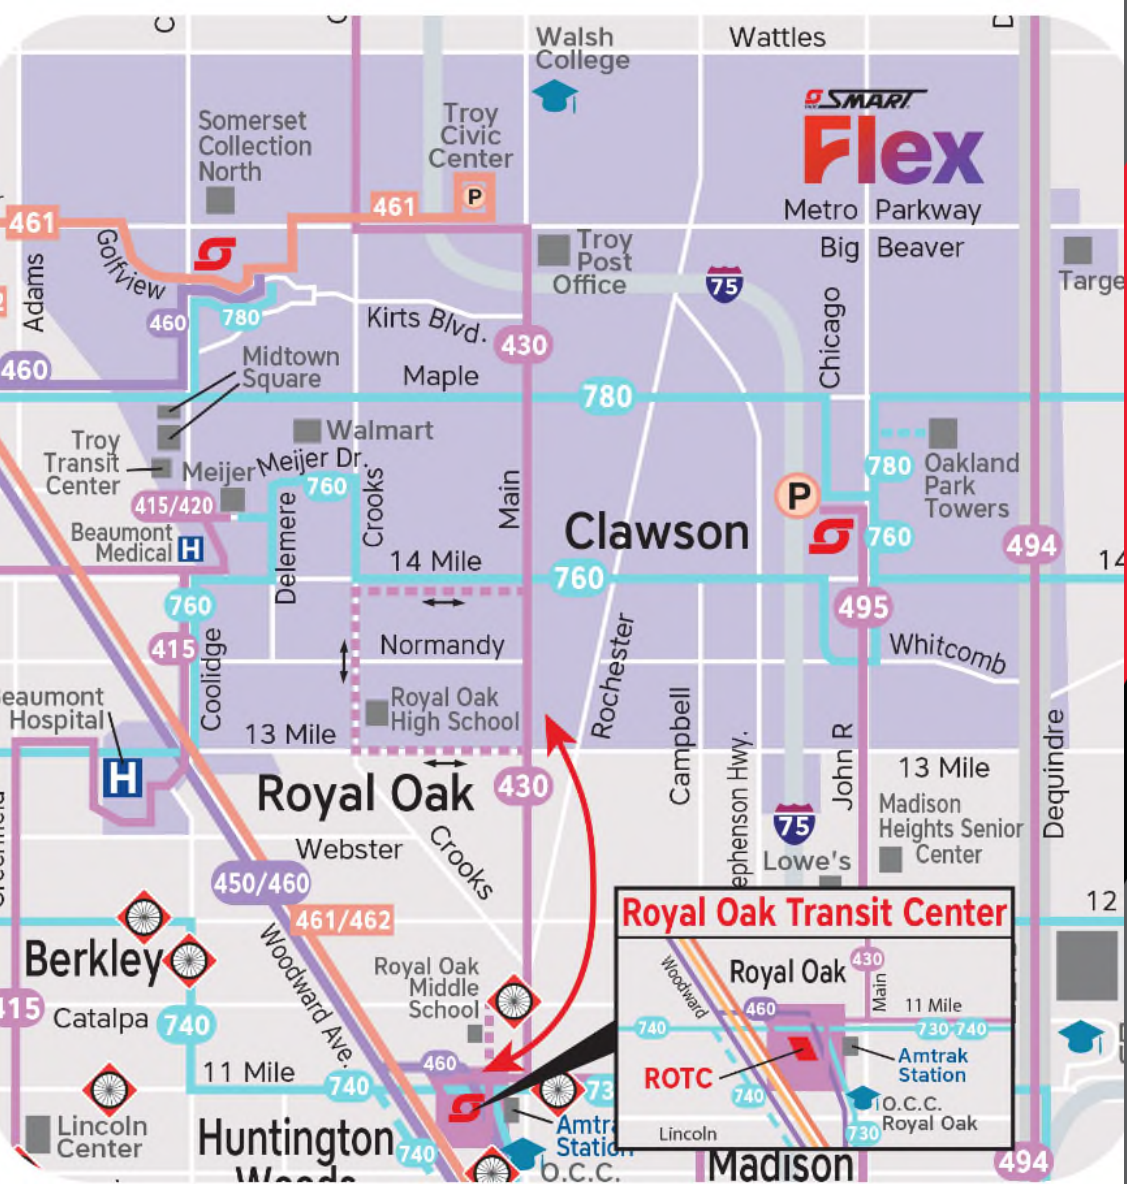 Walsh
College
Wattles
Somerset
Collection
North
Troy
Civic
Center
P
SMART
Flex
461
461
Metro Parkway
Big Beaver
Golfview
Adams
Troy
Post
Office
75
Chicago
460
780
Kirts Blvd.
430
460
Midtown
Square
Maple
780
Troy
Transit
Center
Walmart
Meijer
Meijer Dr.
760
Crooks
Main
415/420
Delemere
780
Oakland
Park
Towers
P
Beaumont
Medical
H
Clawson
760
494
14 Mile
760
760
495
415
Coolidge
Normandy
Rochester
Whitcomb
Hospital
Royal Oak
High School
13 Mile
Campbell
H
Royal Oak
430
John R
13 Mile
Dequindre
75
Madison
Heights Senior
Center
Webster
Crooks
Lowe's
450/460
461/462
12
Royal Oak Transit Center
Berkley
Woodward Ave.
Royal Oak
Middle
School
Woodward
Royal Oak
430
Main
415
Catalpa
740
460
11 Mile
740
730 740
Amtrak
Station
ROTC
740
O.C.C.
Royal Oak
730
Lincoln
11 Mile
740
460
Lincoln
Center
Huntington
Woods
740
O.C.C.
Madison
494